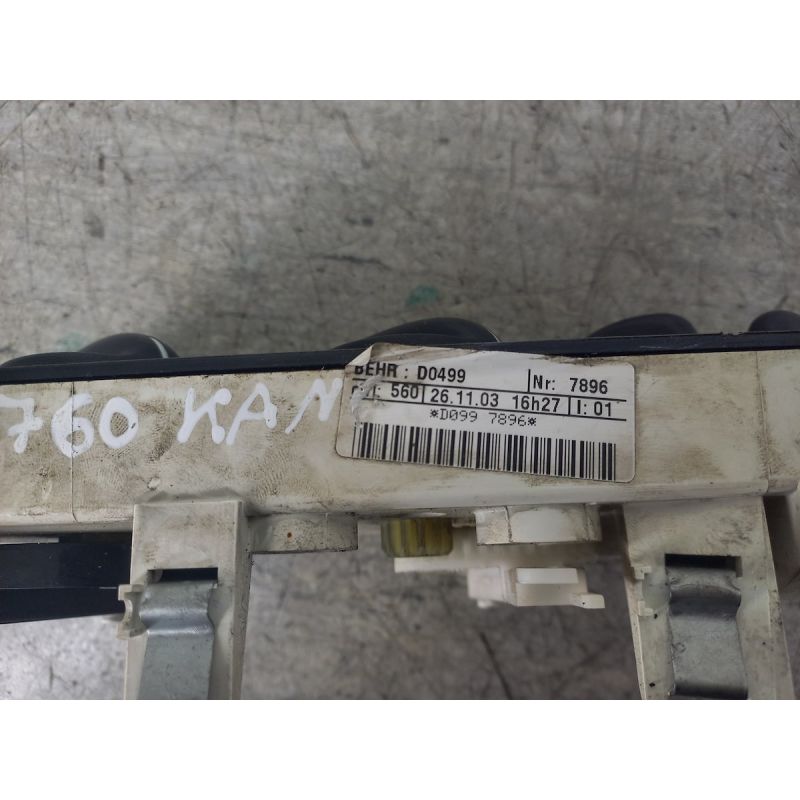 BEHR : D0499 Nr: 7896
560 26.11.03 16h27 I: 01
*D099 7896*
760 KAN